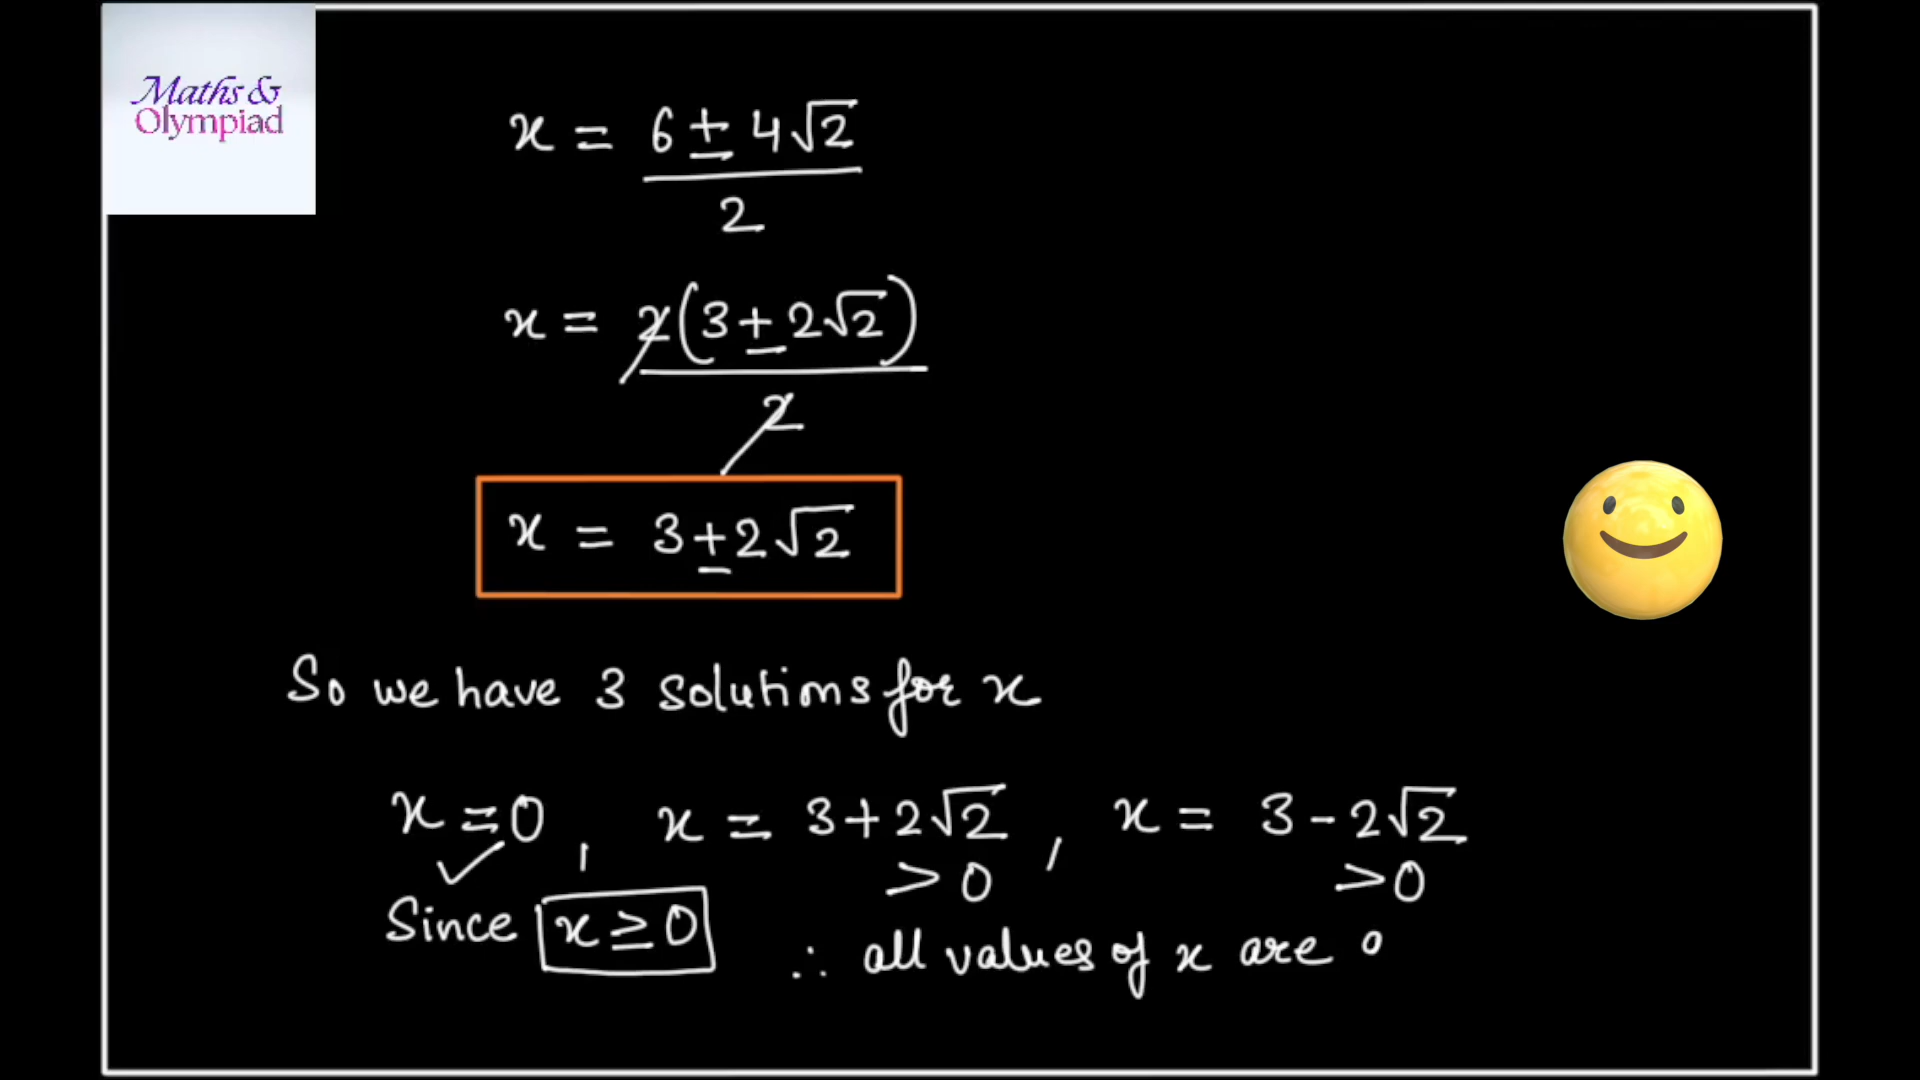 Maths &
Olympiad
x = 6 ± 4√2
2
x = 2(3 ± 2√2)
2
x = 3 ± 2√2
So we have 3 solutions for x
x = 0 , x = 3 + 2√2 , x = 3 - 2√2
✓ > 0 > 0
Since x ≥ 0 ∴ all values of x are